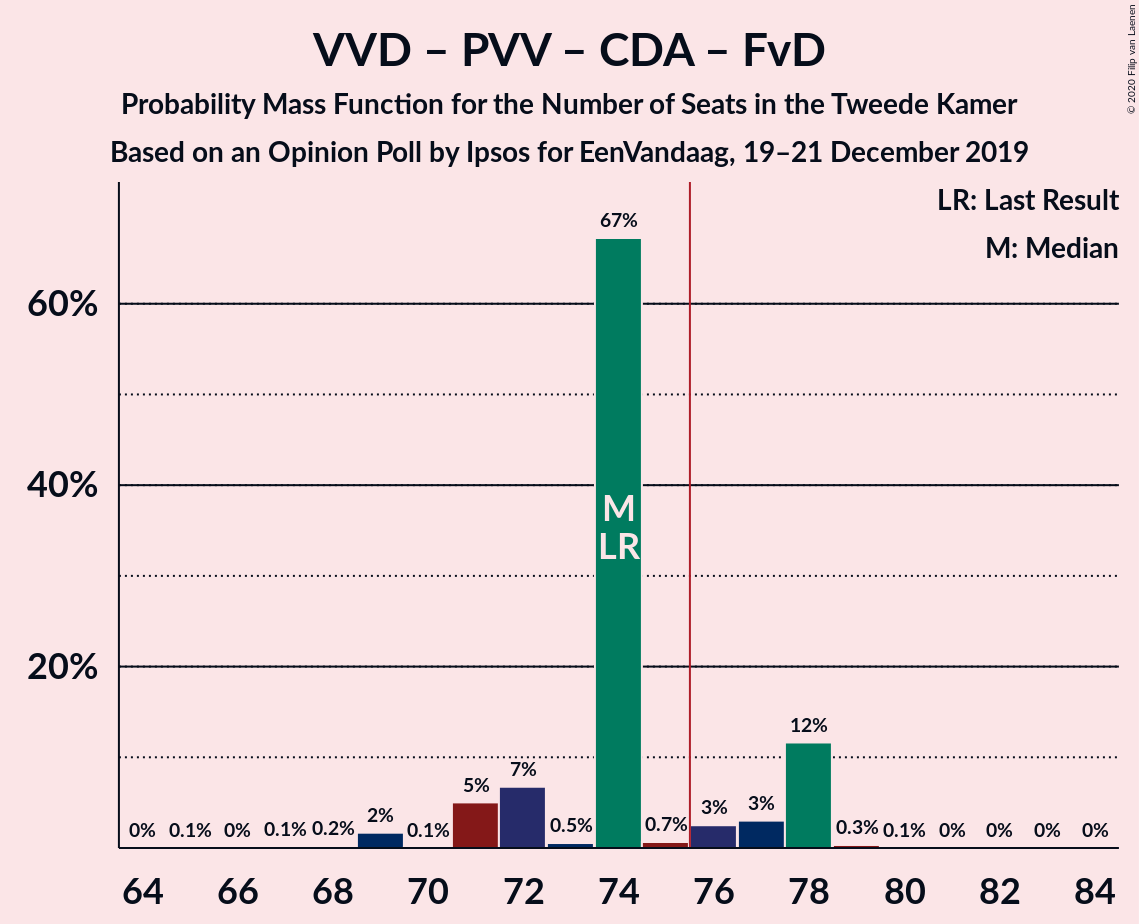 VVD – PVV – CDA – FvD
Probability Mass Function for the Number of Seats in the Tweede Kamer
Based on an Opinion Poll by Ipsos for EenVandaag, 19–21 December 2019
© 2020 Filip van Laenen
LR: Last Result
M: Median
60%
40%
20%
0% 0.1% 0% 0.1% 0.2% 2% 0.1% 5% 7% 0.5% 67% 0.7% 3% 3% 12% 0.3% 0.1% 0% 0% 0% 0%
M
LR
64 66 68 70 72 74 76 78 80 82 84